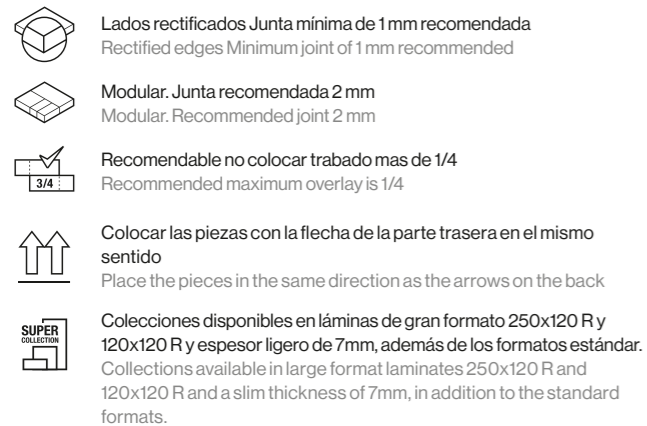 Lados rectificados Junta mínima de 1 mm recomendada
Rectified edges Minimum joint of 1 mm recommended
Modular. Junta recomendada 2 mm
Modular. Recommended joint 2 mm
3/4
Recomendable no colocar trabado mas de 1/4
Recommended maximum overlay is 1/4
Colocar las piezas con la flecha de la parte trasera en el mismo
sentido
Place the pieces in the same direction as the arrows on the back
SUPER
COLLECTION
Colecciones disponibles en láminas de gran formato 250x120 R y
120x120 R y espesor ligero de 7mm, además de los formatos estándar.
Collections available in large format laminates 250x120 R and
120x120 R and a slim thickness of 7mm, in addition to the standard
formats.